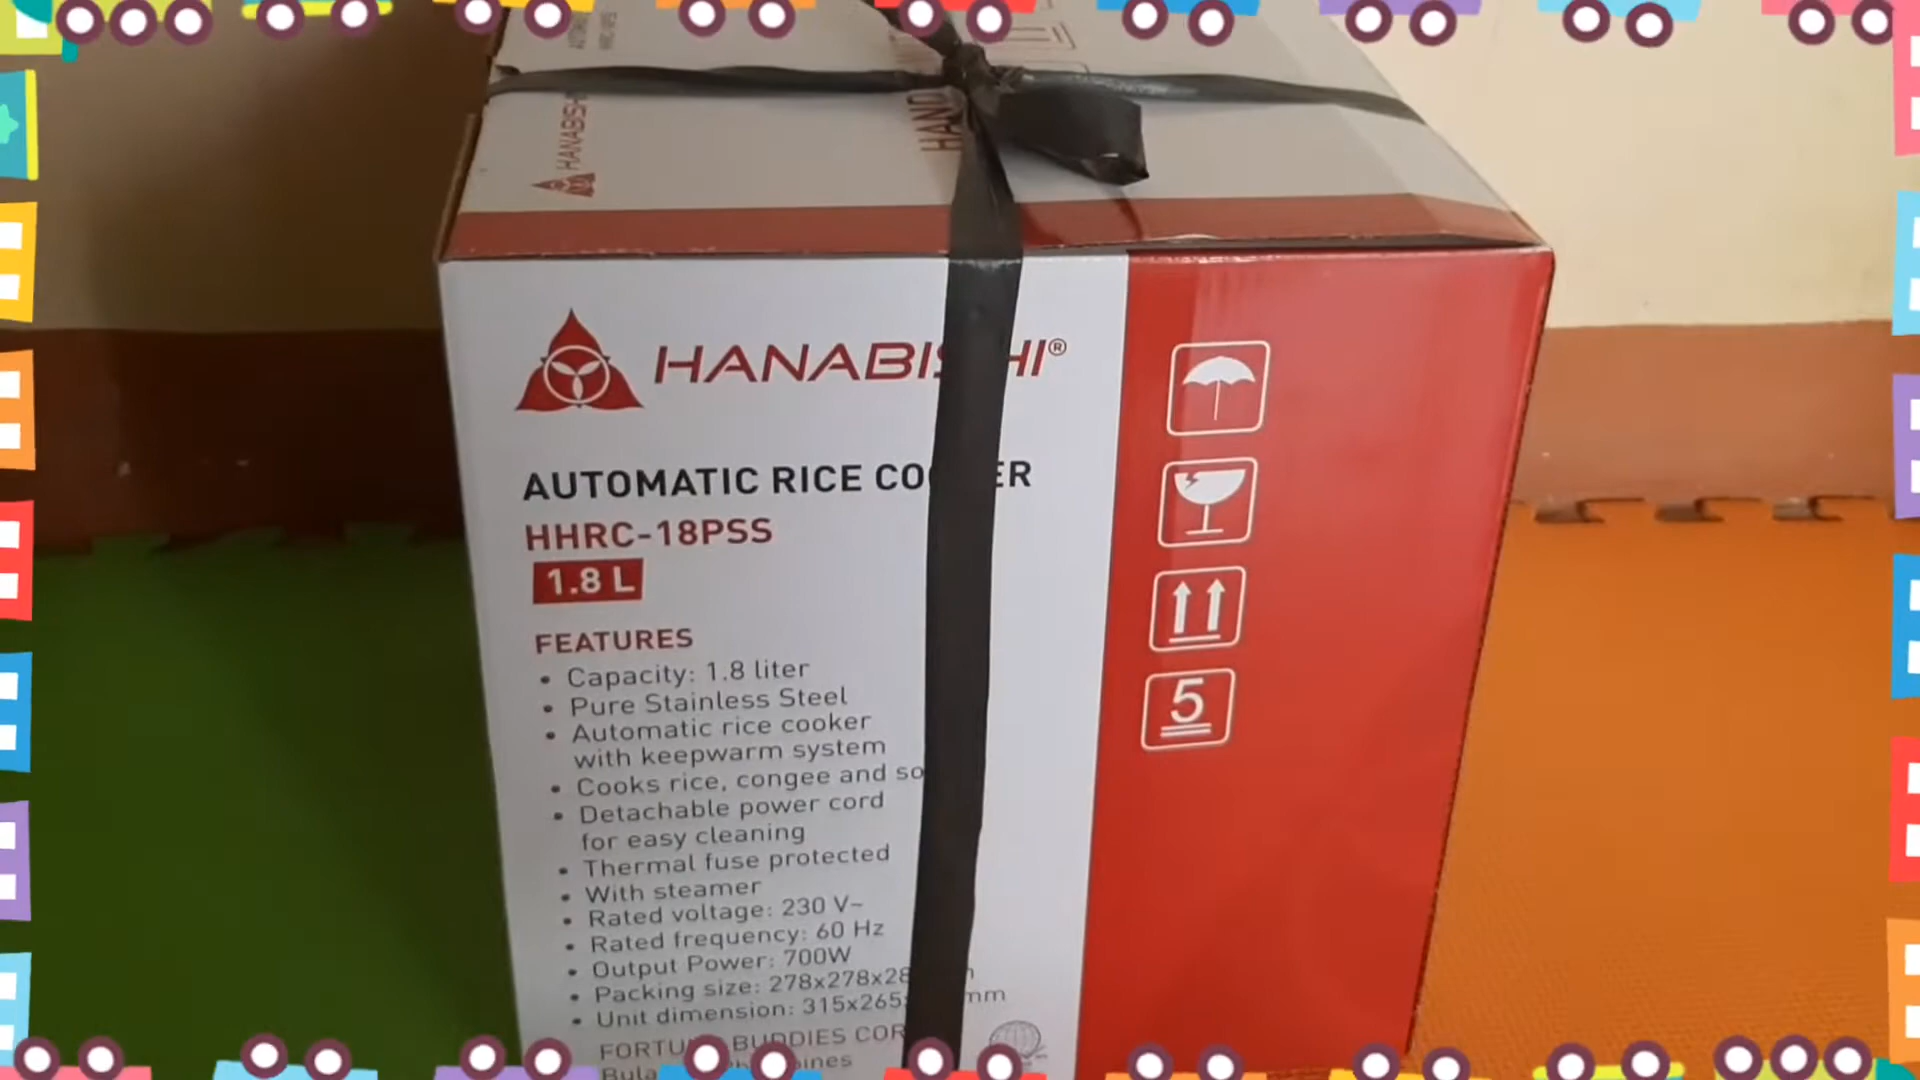 HANABISHI
HANABI HI®
AUTOMATIC RICE CO ER
HHRC-18PSS
1.8 L
FEATURES
• Capacity: 1.8 liter
• Pure Stainless Steel
• Automatic rice cooker
with keepwarm system
• Cooks rice, congee and so
• Detachable power cord
for easy cleaning
• Thermal fuse protected
• With steamer
• Rated voltage: 230 V~
• Rated frequency: 60 Hz
• Output Power: 700W
• Packing size: 278x278x28
• Unit dimension: 315x265 mm
FORTU BUDDIES COR
5